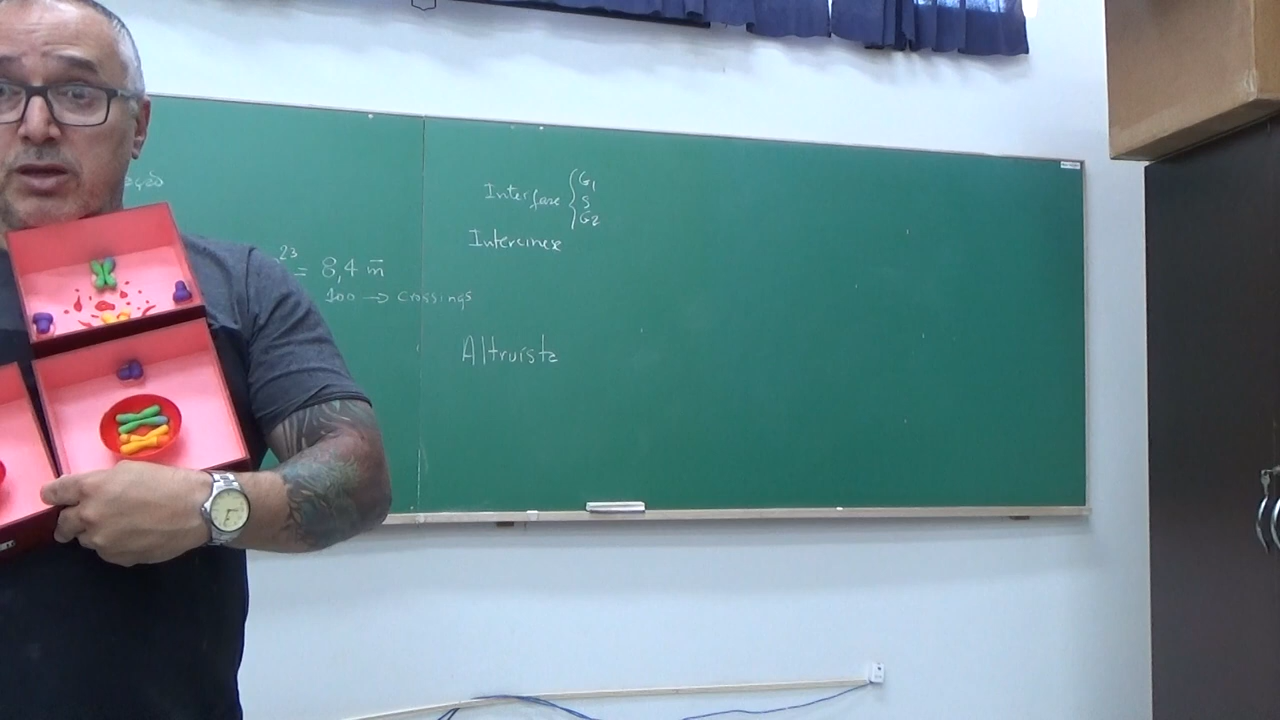 Interfase { G1
S
G2
Intercinese
23
= 8,4 m
100 → crossings
Altruísta